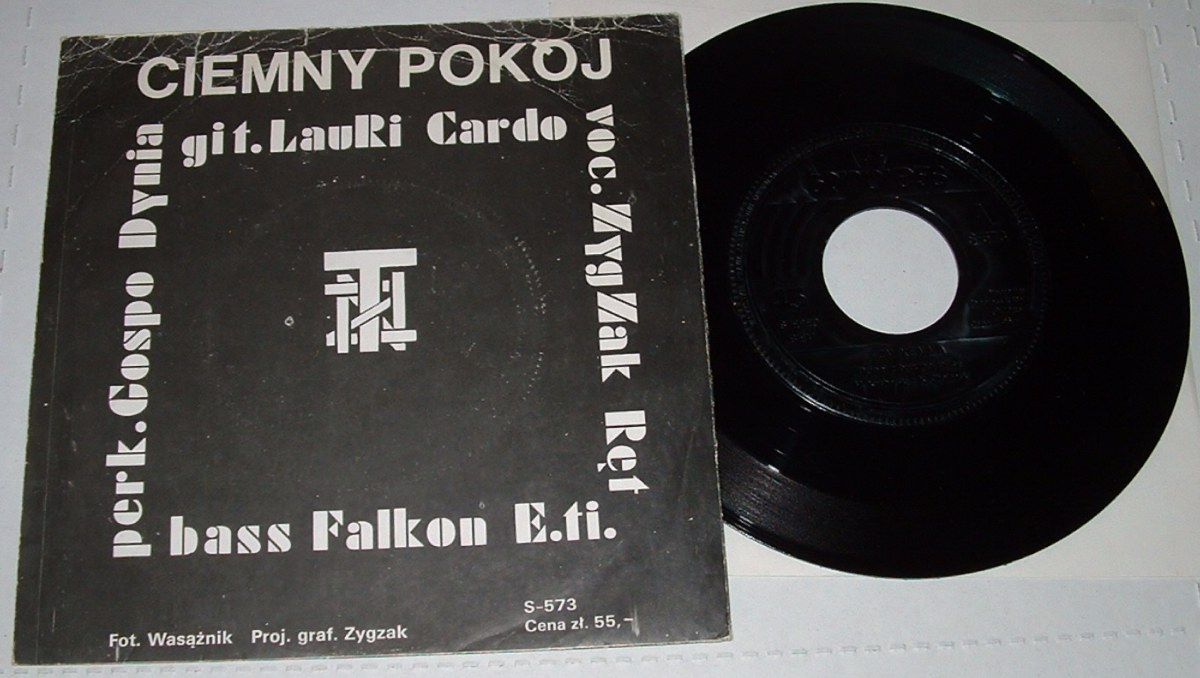 CIEMNY POKÓJ
git. LauRi Cardo
voc. ZygZak Ręt
perk. Gospo Dynia
bass Falkon E.ti.
S-573
Cena zł. 55,-
Fot. Wasążnik Proj. graf. Zygzak